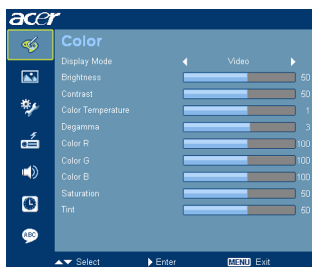 acer
Color
Display Mode Video
Brightness 50
Contrast 50
Color Temperature 1
Degamma 3
Color R 100
Color G 100
Color B 100
Saturation 50
Tint 50
ABC
Select Enter MENU Exit